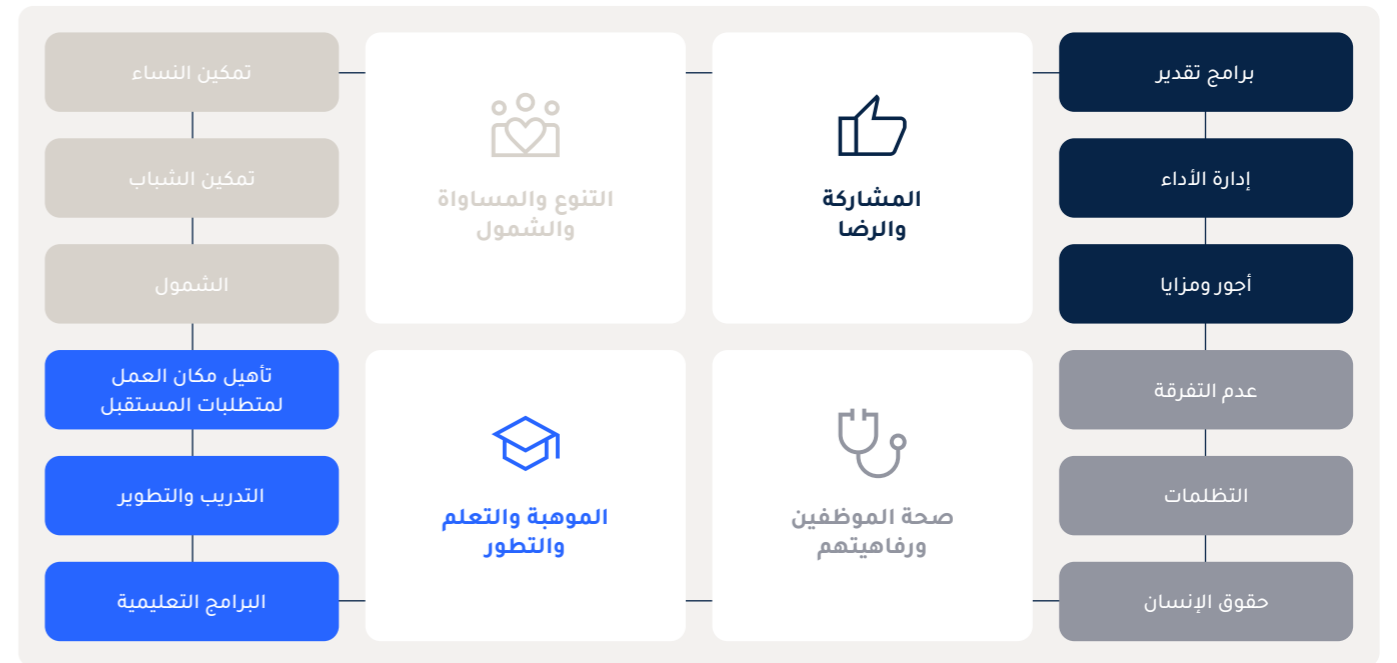 برامج تقدير
إدارة الأداء
أجور ومزايا
المشاركة
والرضا
التنوع والمساواة
والشمول
تمكين النساء
تمكين الشباب
الشمول
عدم التفرقة
التظلمات
حقوق الإنسان
صحة الموظفين
ورفاهيتهم
الموهبة والتعلم
والتطور
تأهيل مكان العمل
لمتطلبات المستقبل
التدريب والتطوير
البرامج التعليمية